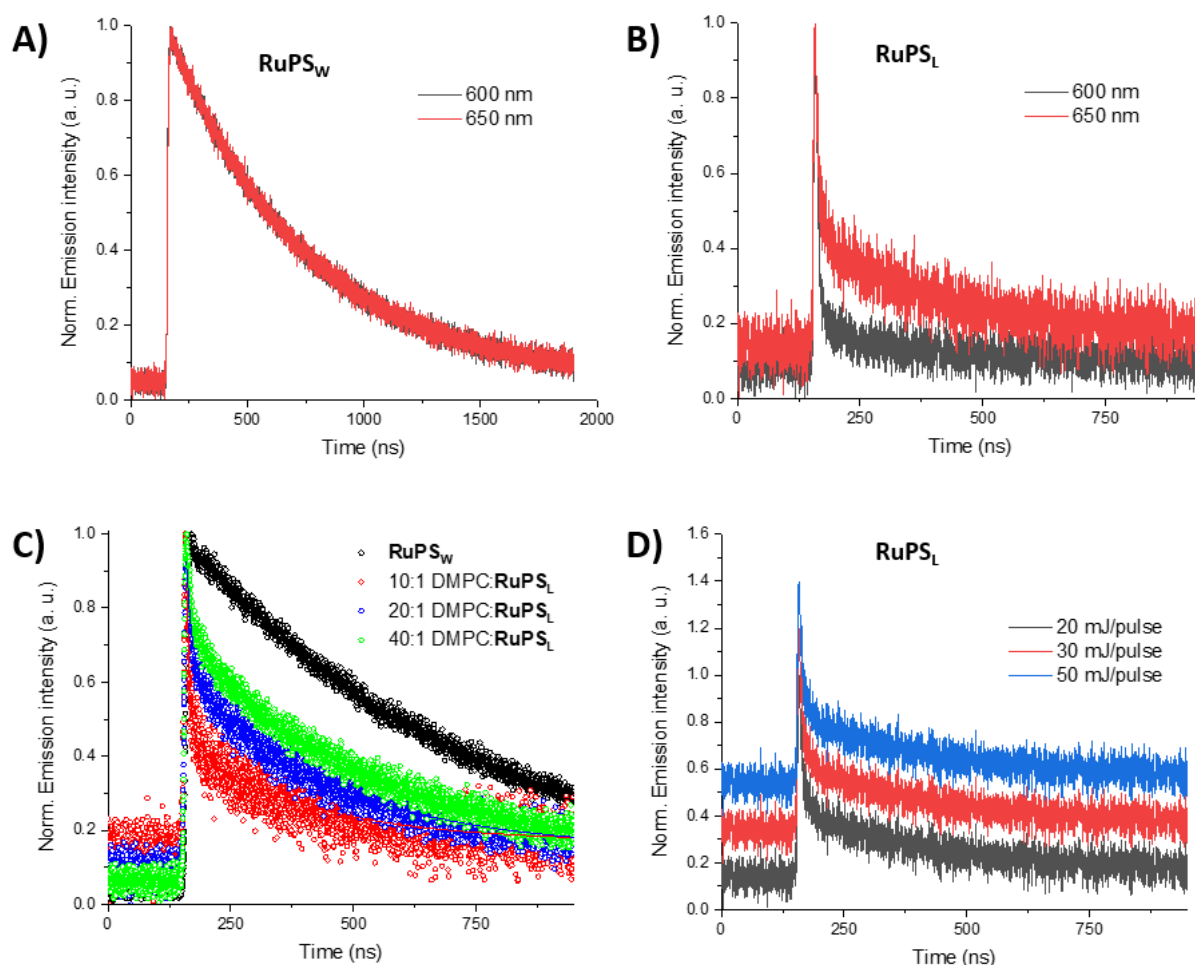 A)
RuPSW
600 nm
650 nm
Norm. Emission intensity (a. u.)
1.0
0.8
0.6
0.4
0.2
0.0
0 500 1000 1500 2000
Time (ns)
B)
RuPSL
600 nm
650 nm
Norm. Emission intensity (a. u.)
1.0
0.8
0.6
0.4
0.2
0.0
0 250 500 750
Time (ns)
C)
RuPSW
10:1 DMPC:RuPSL
20:1 DMPC:RuPSL
40:1 DMPC:RuPSL
Norm. Emission intensity (a. u.)
1.0
0.8
0.6
0.4
0.2
0.0
0 250 500 750
Time (ns)
D)
RuPSL
20 mJ/pulse
30 mJ/pulse
50 mJ/pulse
Norm. Emission intensity (a. u.)
1.6
1.4
1.2
1.0
0.8
0.6
0.4
0.2
0.0
0 250 500 750
Time (ns)